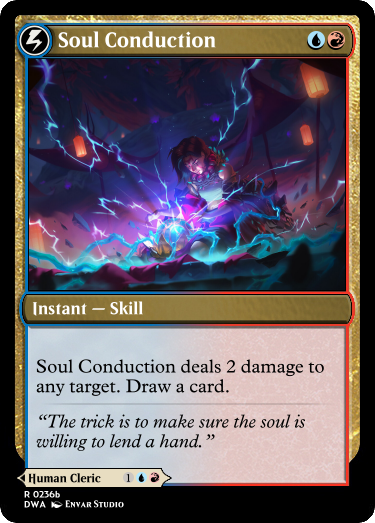 Soul Conduction
Instant — Skill
Soul Conduction deals 2 damage to
any target. Draw a card.
“The trick is to make sure the soul is
willing to lend a hand.”
Human Cleric 1
R 0236b
DWA Envar Studio